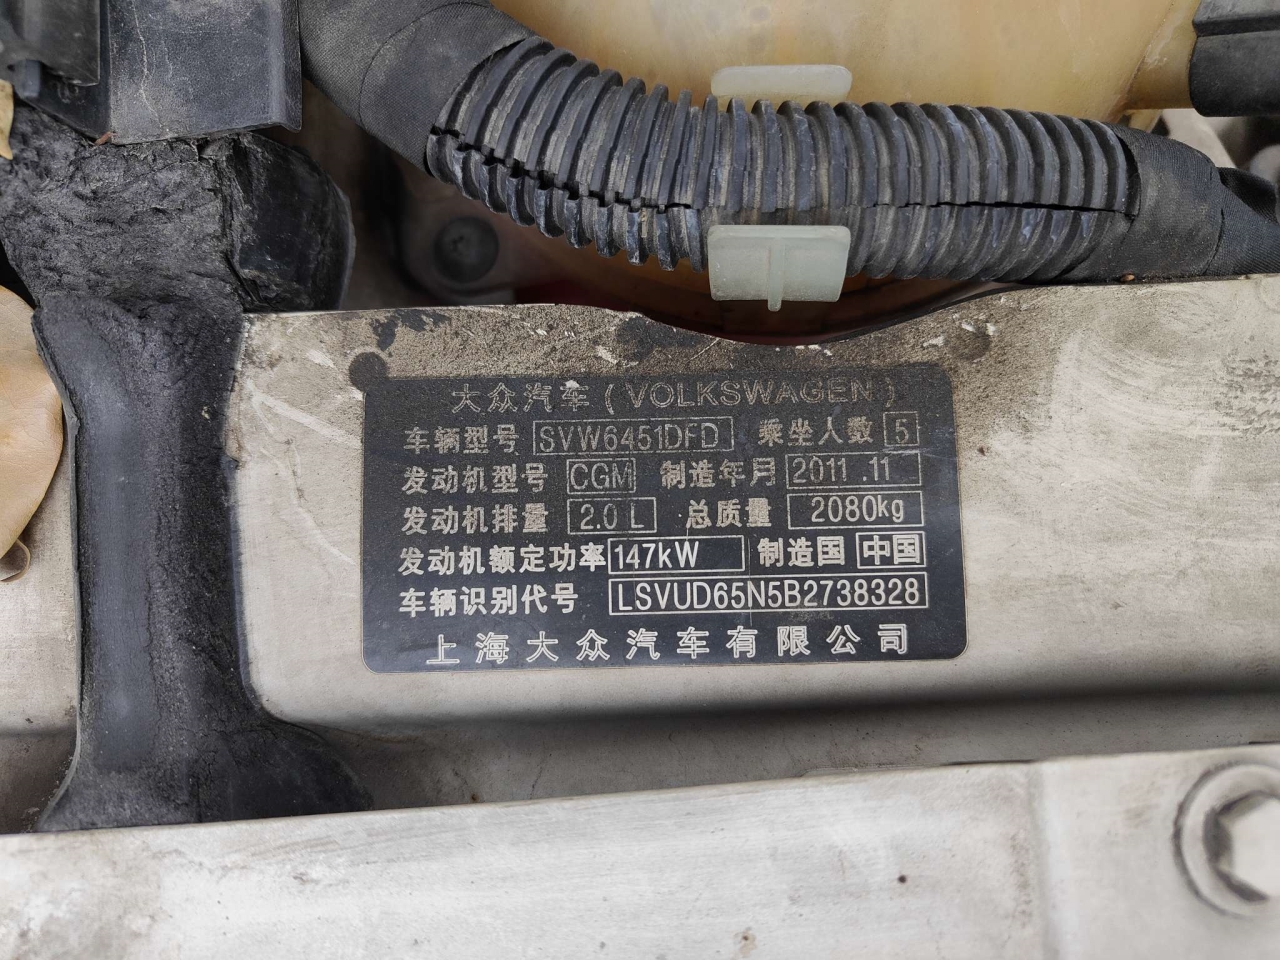 大众汽车(VOLKSWAGEN)
车辆型号 SVW6451DFD 乘坐人数 5
发动机型号 CGM 制造年月 2011.11
发动机排量 2.0 L 总质量 2080kg
发动机额定功率 147kW 制造国 中国
车辆识别代号 LSVUD65N5B2738328
上海大众汽车有限公司